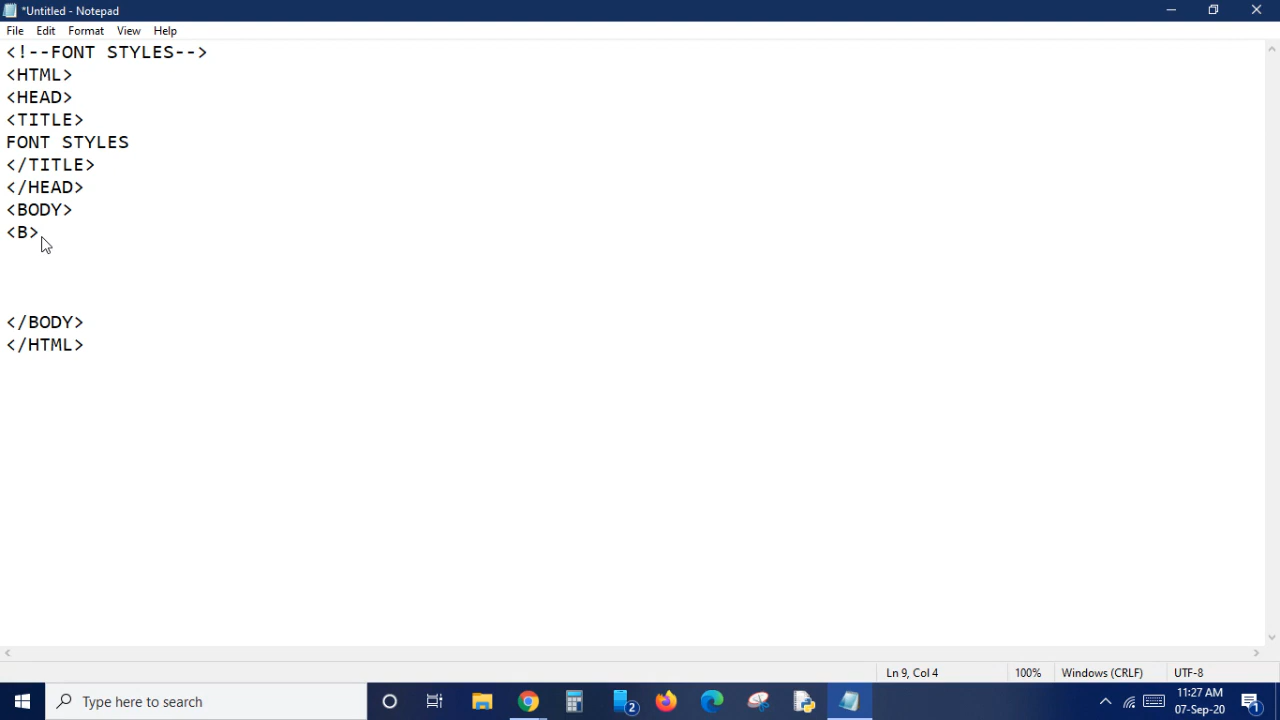 *Untitled - Notepad
File Edit Format View Help
<!--FONT STYLES-->
<HTML>
<HEAD>
<TITLE>
FONT STYLES
</TITLE>
</HEAD>
<BODY>
<B>
</BODY>
</HTML>
Ln 9, Col 4 100% Windows (CRLF) UTF-8
Type here to search
2
11:27 AM
07-Sep-20
1